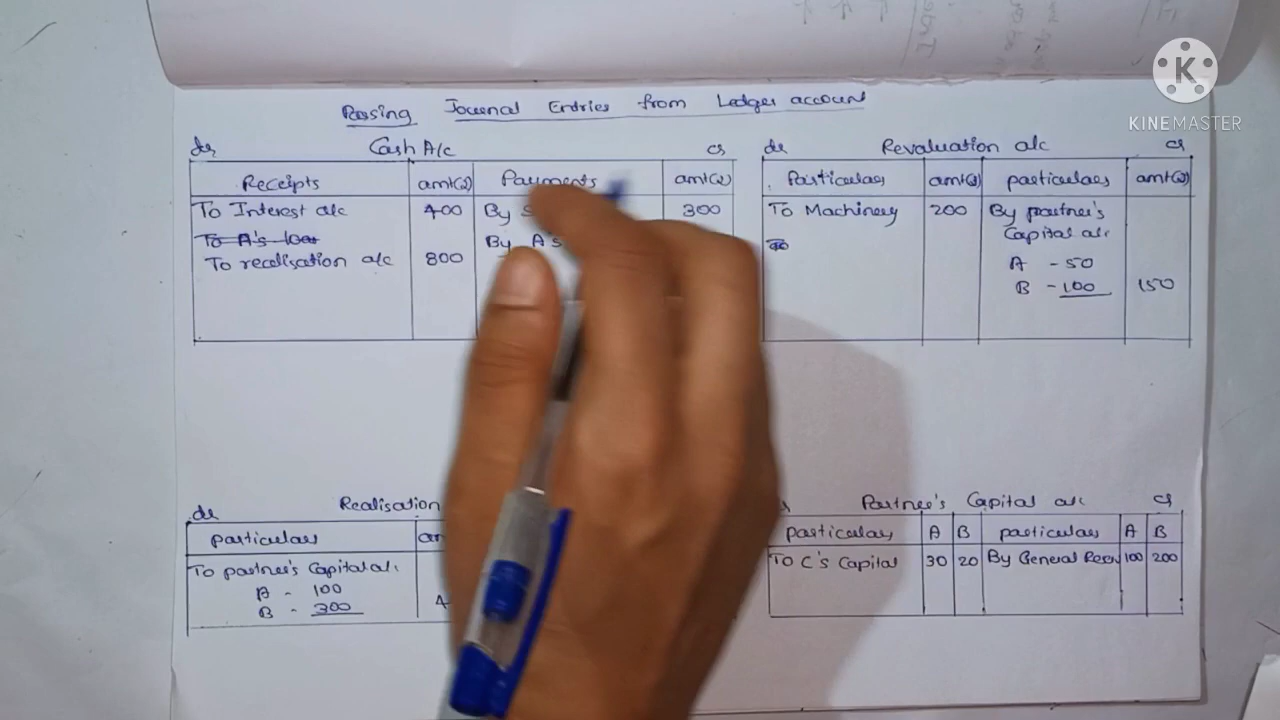 K
KINEMASTER
Passing Journal Entries from Ledger account
dr Cash A/c cr
Receipts amt(₹) Payments amt(₹)
To Interest a/c 400 By 300
To A's loan
By A's
To realisation a/c 800
dr Revaluation a/c cr
Particulars amt(₹) particulars amt(₹)
To Machinery 200 By partner's
Capital a/c
To
A - 50
B - 100 150
dr Realisation
particulars
To partner's Capital a/c
A - 100
B - 300
Partner's Capital a/c cr
particulars A B particulars A B
To C's Capital 30 20 By General 100 200